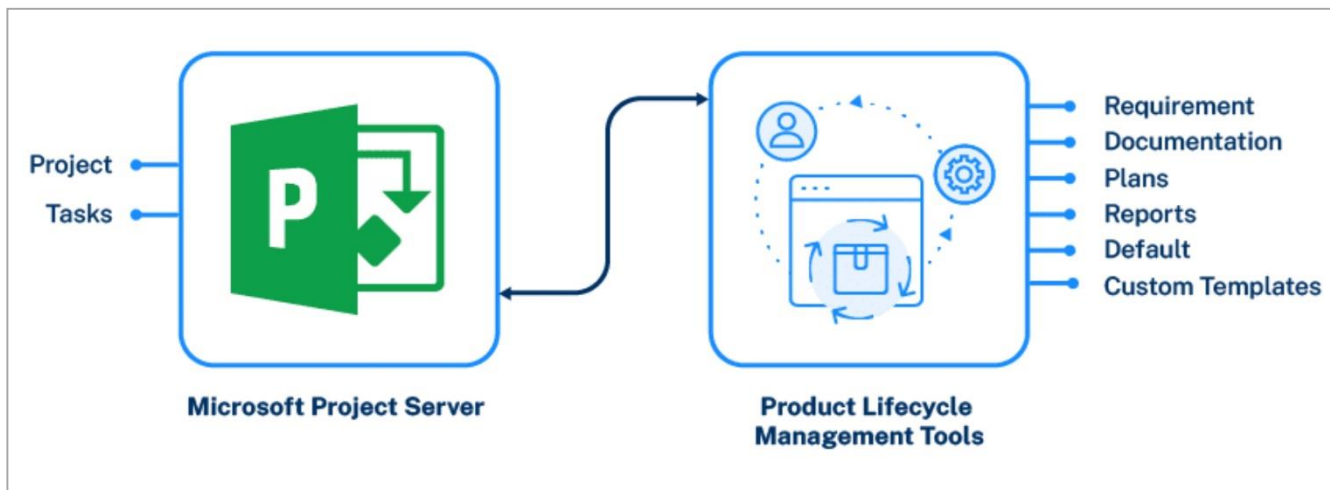 Project
Tasks
P
Microsoft Project Server
Requirement
Documentation
Plans
Reports
Default
Custom Templates
Product Lifecycle
Management Tools